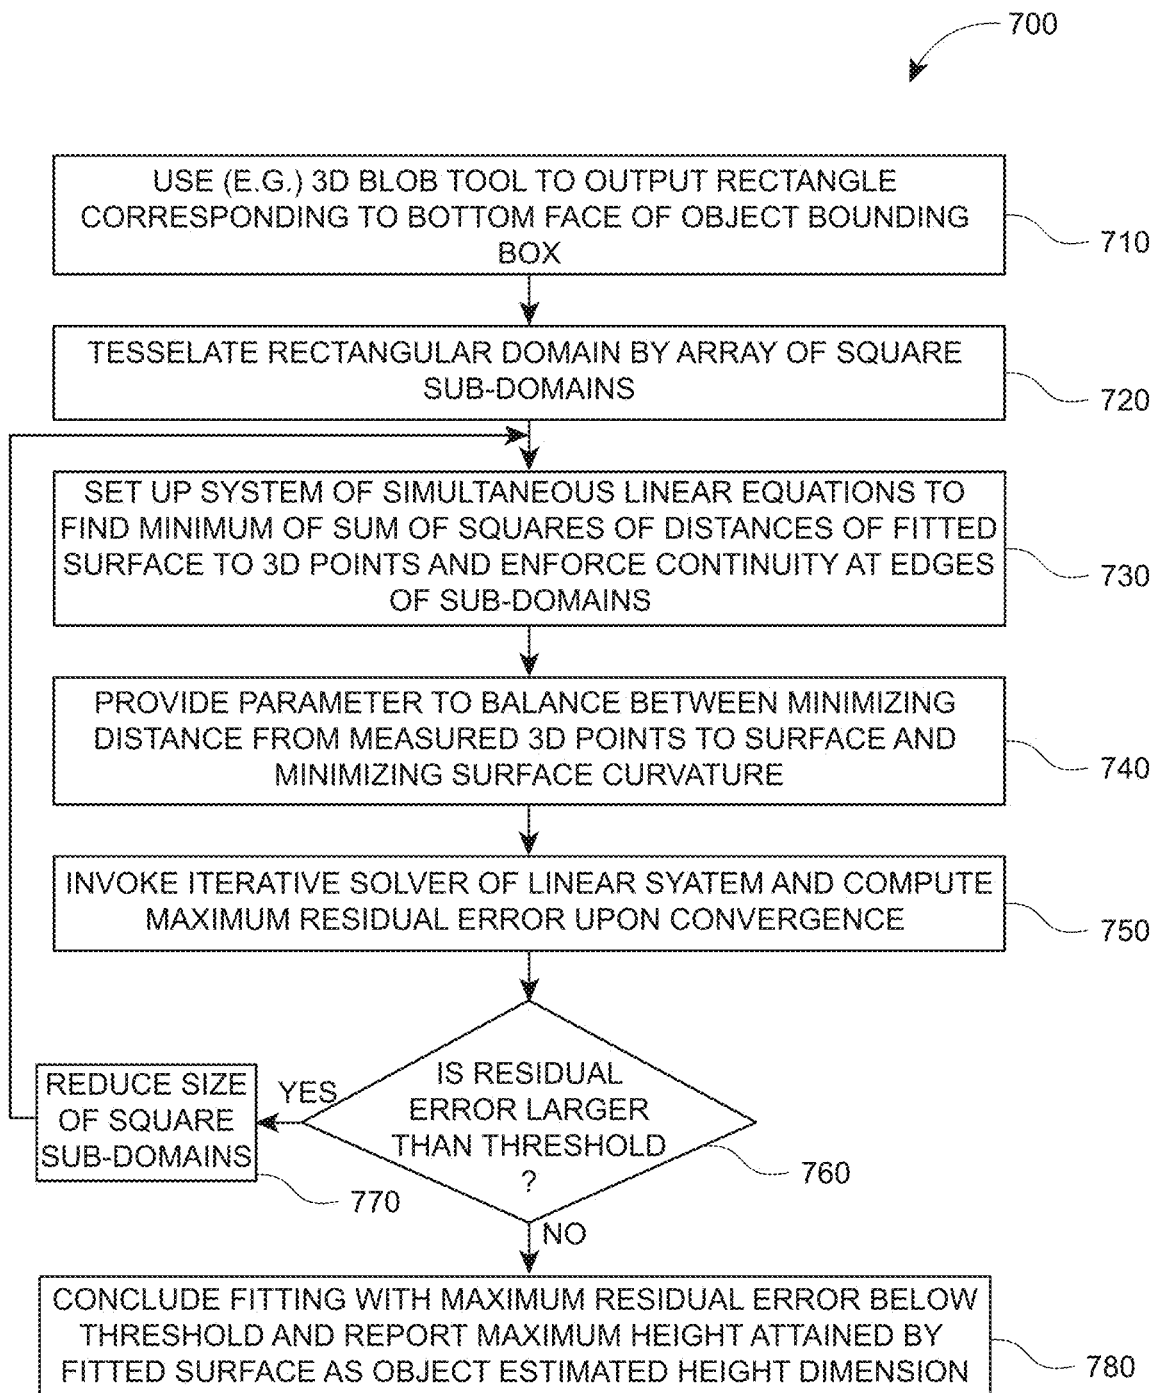 700
USE (E.G.) 3D BLOB TOOL TO OUTPUT RECTANGLE
CORRESPONDING TO BOTTOM FACE OF OBJECT BOUNDING
BOX
710
TESSELATE RECTANGULAR DOMAIN BY ARRAY OF SQUARE
SUB-DOMAINS
720
SET UP SYSTEM OF SIMULTANEOUS LINEAR EQUATIONS TO
FIND MINIMUM OF SUM OF SQUARES OF DISTANCES OF FITTED
SURFACE TO 3D POINTS AND ENFORCE CONTINUITY AT EDGES
OF SUB-DOMAINS
730
PROVIDE PARAMETER TO BALANCE BETWEEN MINIMIZING
DISTANCE FROM MEASURED 3D POINTS TO SURFACE AND
MINIMIZING SURFACE CURVATURE
740
INVOKE ITERATIVE SOLVER OF LINEAR SYATEM AND COMPUTE
MAXIMUM RESIDUAL ERROR UPON CONVERGENCE
750
IS RESIDUAL
ERROR LARGER
THAN THRESHOLD
?
760
YES
REDUCE SIZE
OF SQUARE
SUB-DOMAINS
770
NO
CONCLUDE FITTING WITH MAXIMUM RESIDUAL ERROR BELOW
THRESHOLD AND REPORT MAXIMUM HEIGHT ATTAINED BY
FITTED SURFACE AS OBJECT ESTIMATED HEIGHT DIMENSION
780